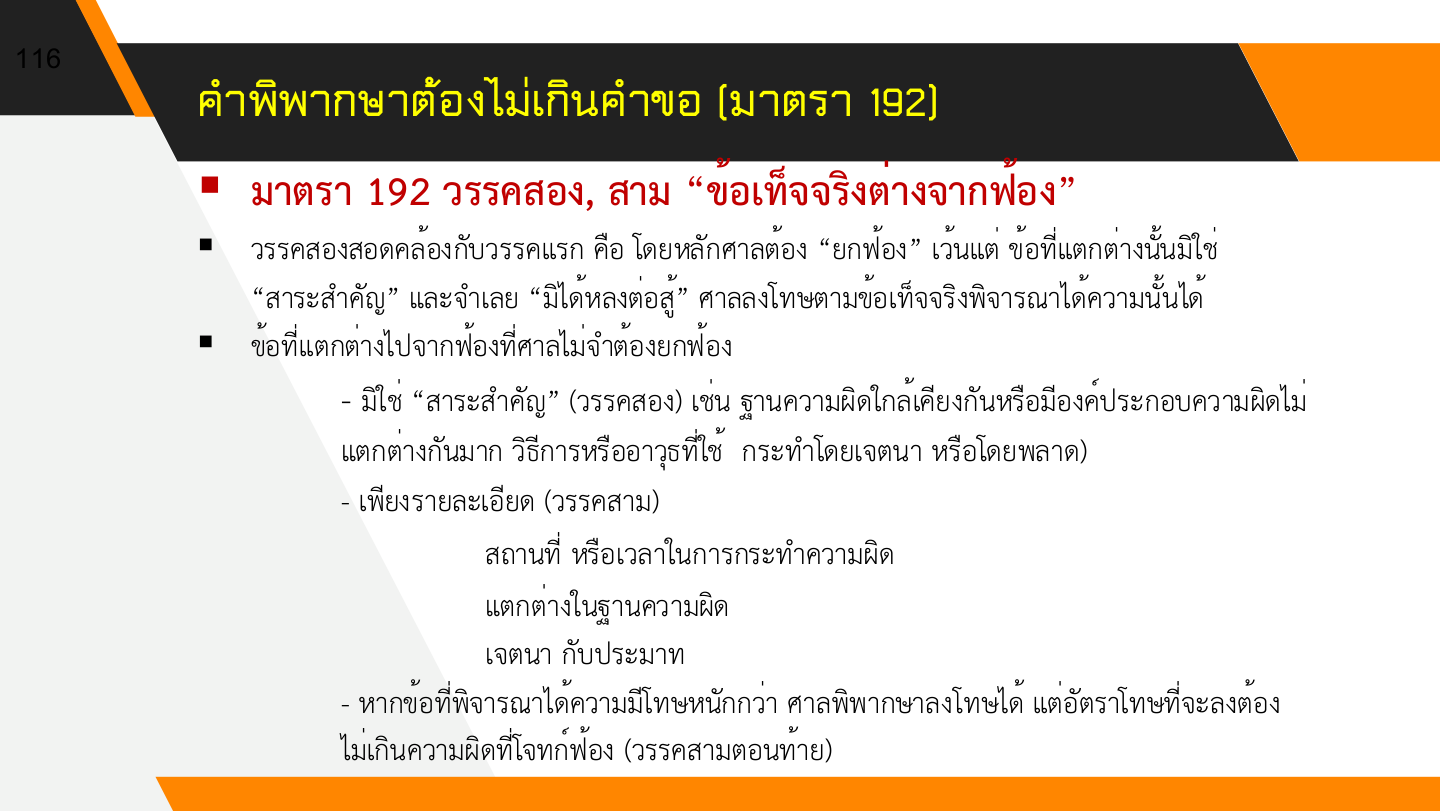 116
คำพิพากษาต้องไม่เกินคำขอ (มาตรา 192)
▪ มาตรา 192 วรรคสอง, สาม “ข้อเท็จจริงต่างจากฟ้อง”
▪ วรรคสองสอดคล้องกับวรรคแรก คือ โดยหลักศาลต้อง “ยกฟ้อง” เว้นแต่ ข้อที่แตกต่างนั้นมิใช่
“สาระสำคัญ” และจำเลย “มิได้หลงต่อสู้” ศาลลงโทษตามข้อเท็จจริงพิจารณาได้ความนั้นได้
▪ ข้อที่แตกต่างไปจากฟ้องที่ศาลไม่จำต้องยกฟ้อง
- มิใช่ “สาระสำคัญ” (วรรคสอง) เช่น ฐานความผิดใกล้เคียงกันหรือมีองค์ประกอบความผิดไม่
แตกต่างกันมาก วิธีการหรืออาวุธที่ใช้ กระทำโดยเจตนา หรือโดยพลาด)
- เพียงรายละเอียด (วรรคสาม)
สถานที่ หรือเวลาในการกระทำความผิด
แตกต่างในฐานความผิด
เจตนา กับประมาท
- หากข้อที่พิจารณาได้ความมีโทษหนักกว่า ศาลพิพากษาลงโทษได้ แต่อัตราโทษที่จะลงต้อง
ไม่เกินความผิดที่โจทก์ฟ้อง (วรรคสามตอนท้าย)